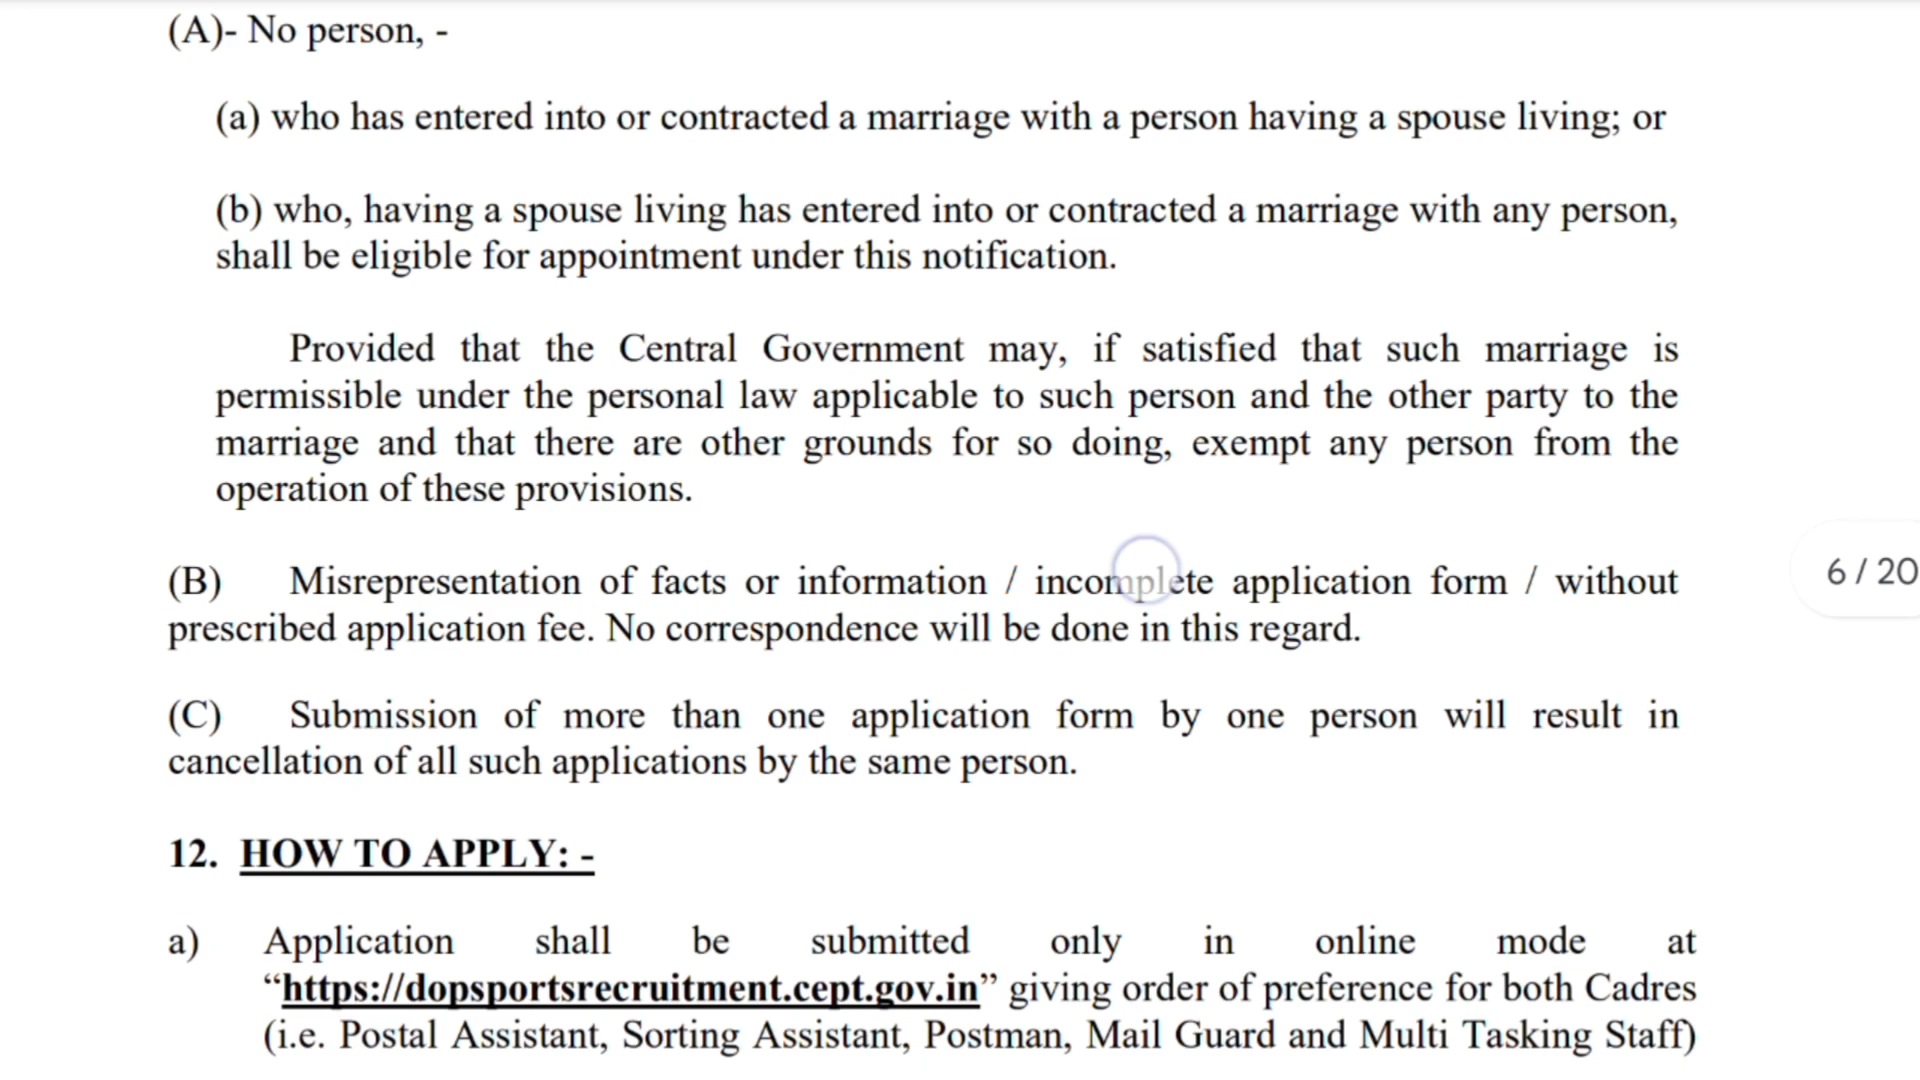 (A)- No person, -
(a) who has entered into or contracted a marriage with a person having a spouse living; or
(b) who, having a spouse living has entered into or contracted a marriage with any person,
shall be eligible for appointment under this notification.
Provided that the Central Government may, if satisfied that such marriage is
permissible under the personal law applicable to such person and the other party to the
marriage and that there are other grounds for so doing, exempt any person from the
operation of these provisions.
(B) Misrepresentation of facts or information / incomplete application form / without
prescribed application fee. No correspondence will be done in this regard.
6 / 20
(C) Submission of more than one application form by one person will result in
cancellation of all such applications by the same person.
12. HOW TO APPLY: -
a) Application shall be submitted only in online mode at
“https://dopsportsrecruitment.cept.gov.in” giving order of preference for both Cadres
(i.e. Postal Assistant, Sorting Assistant, Postman, Mail Guard and Multi Tasking Staff)